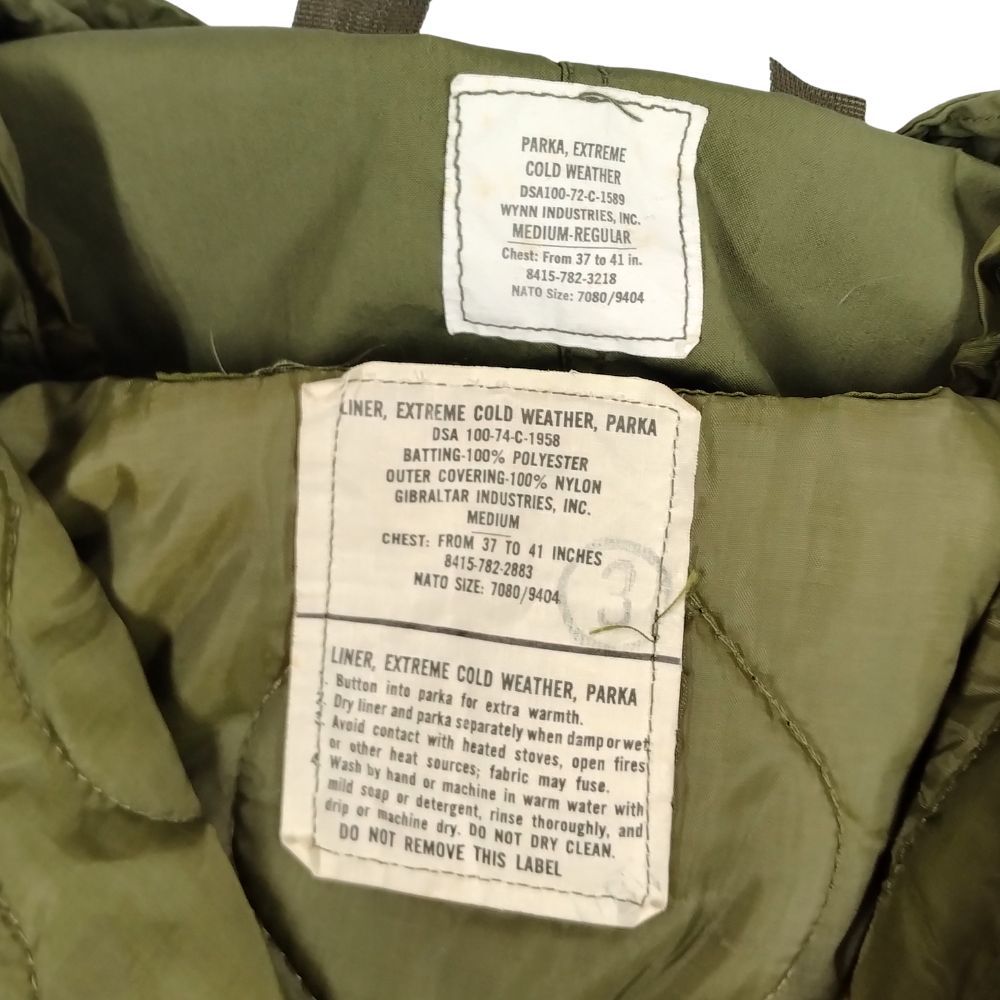 PARKA, EXTREME
COLD WEATHER
DSA100-72-C-1589
WYNN INDUSTRIES, INC.
MEDIUM-REGULAR
Chest: From 37 to 41 in.
8415-782-3218
NATO Size: 7080/9404
LINER, EXTREME COLD WEATHER, PARKA
DSA 100-74-C-1958
BATTING-100% POLYESTER
OUTER COVERING-100% NYLON
GIBRALTAR INDUSTRIES, INC.
MEDIUM
CHEST: FROM 37 TO 41 INCHES
8415-782-2883
NATO SIZE: 7080/9404
3
LINER, EXTREME COLD WEATHER, PARKA
Button into parka for extra warmth.
Dry liner and parka separately when damp or wet
Avoid contact with heated stoves, open fires
or other heat sources; fabric may fuse.
Wash by hand or machine in warm water with
mild soap or detergent, rinse thoroughly, and
drip or machine dry. DO NOT DRY CLEAN.
DO NOT REMOVE THIS LABEL